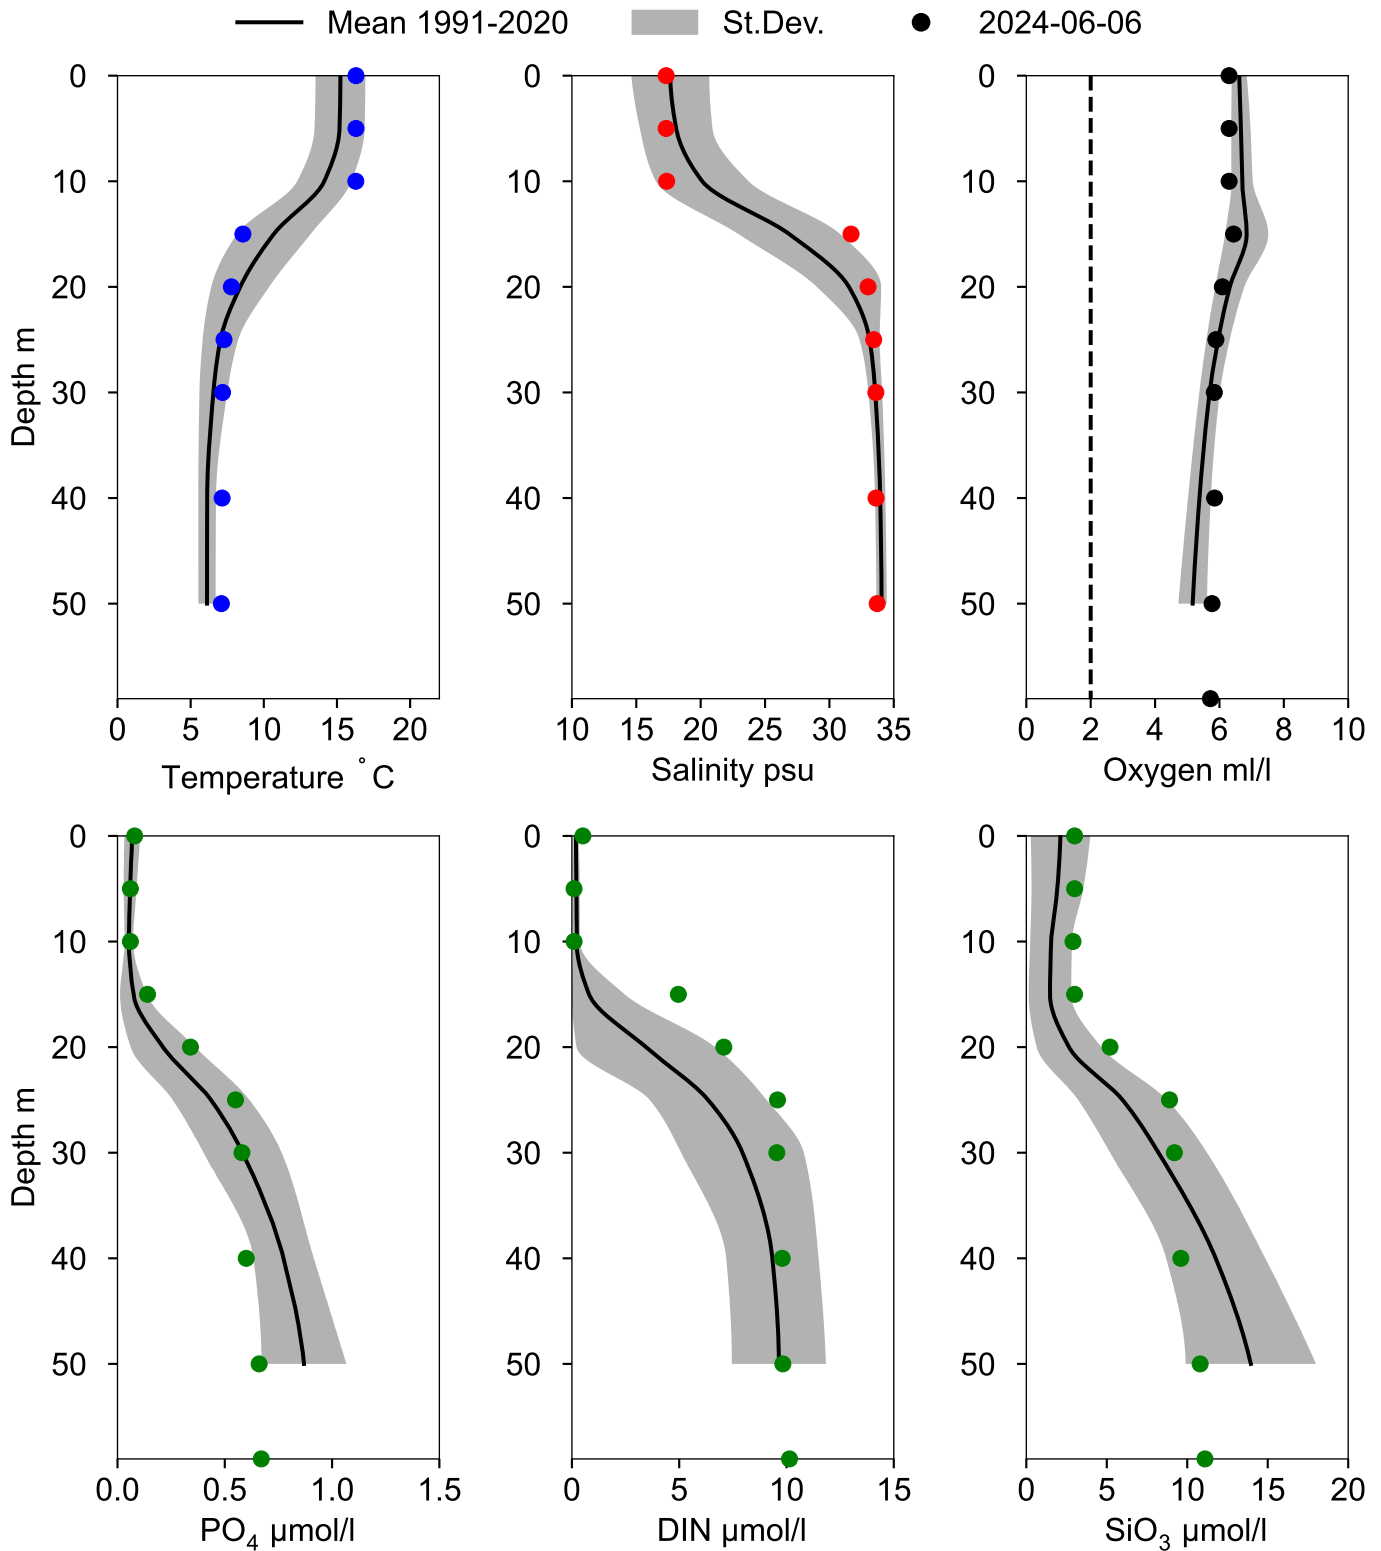 Mean 1991-2020 St.Dev. 2024-06-06
0 0 0
10 10 10
20 20 20
30 30 30
40 40 40
50 50 50
Depth m
0 5 10 15 20 10 15 20 25 30 35 0 2 4 6 8 10
Temperature °C Salinity psu Oxygen ml/l
0 0 0
10 10 10
20 20 20
30 30 30
40 40 40
50 50 50
Depth m
0.0 0.5 1.0 1.5 0 5 10 15 0 5 10 15 20
PO₄ µmol/l DIN µmol/l SiO₃ µmol/l